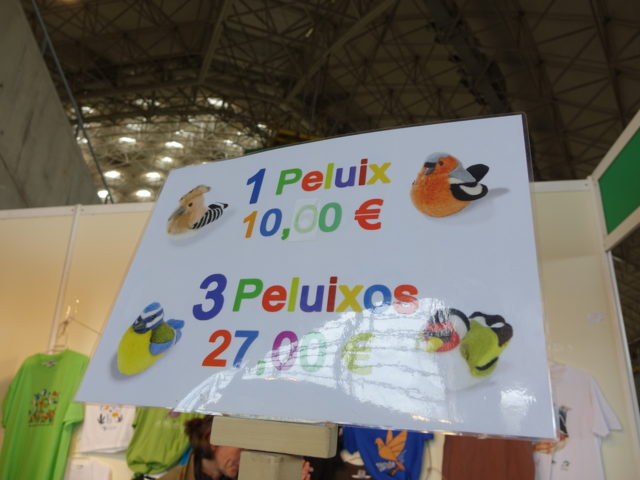 1 Peluix
10,00 €
3 Peluixos
27,00 €